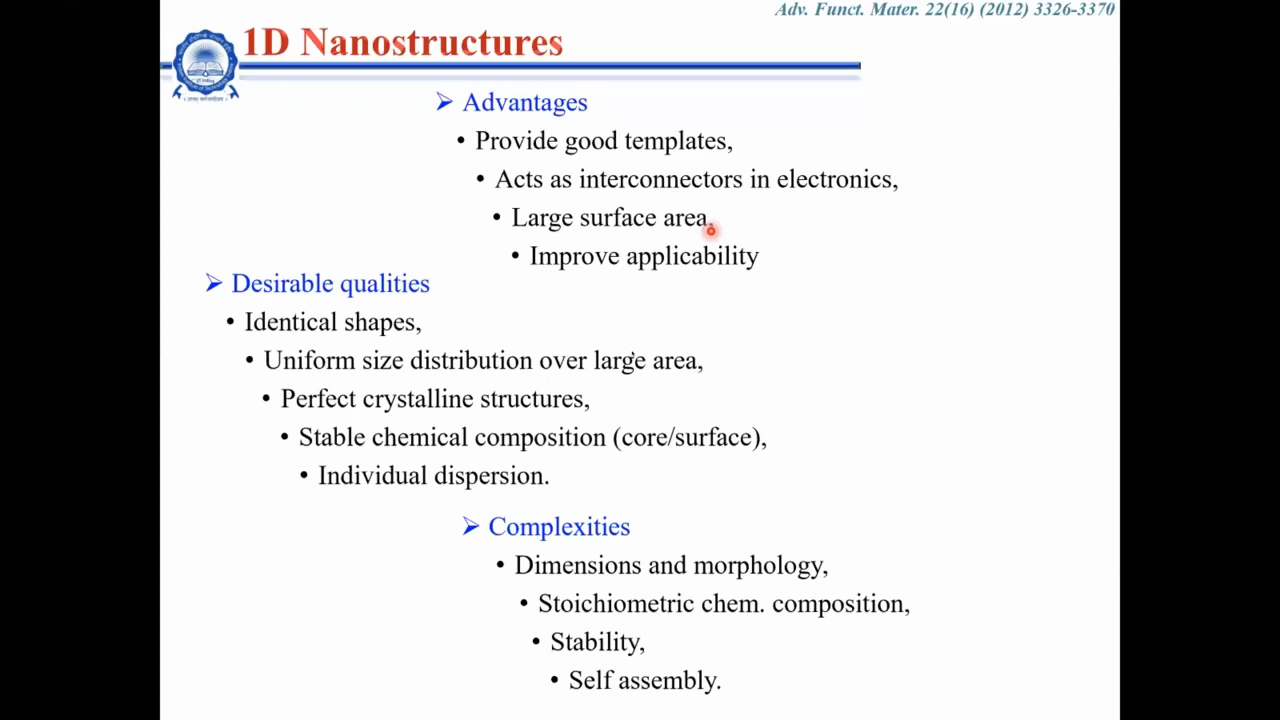 Adv. Funct. Mater. 22(16) (2012) 3326-3370
1D Nanostructures
➢ Advantages
• Provide good templates,
• Acts as interconnectors in electronics,
• Large surface area,
• Improve applicability
➢ Desirable qualities
• Identical shapes,
• Uniform size distribution over large area,
• Perfect crystalline structures,
• Stable chemical composition (core/surface),
• Individual dispersion.
➢ Complexities
• Dimensions and morphology,
• Stoichiometric chem. composition,
• Stability,
• Self assembly.